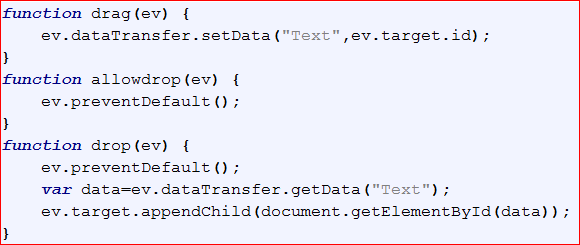 function drag(ev) {
    ev.dataTransfer.setData("Text",ev.target.id);
}
function allowdrop(ev) {
    ev.preventDefault();
}
function drop(ev) {
    ev.preventDefault();
    var data=ev.dataTransfer.getData("Text");
    ev.target.appendChild(document.getElementById(data));
}